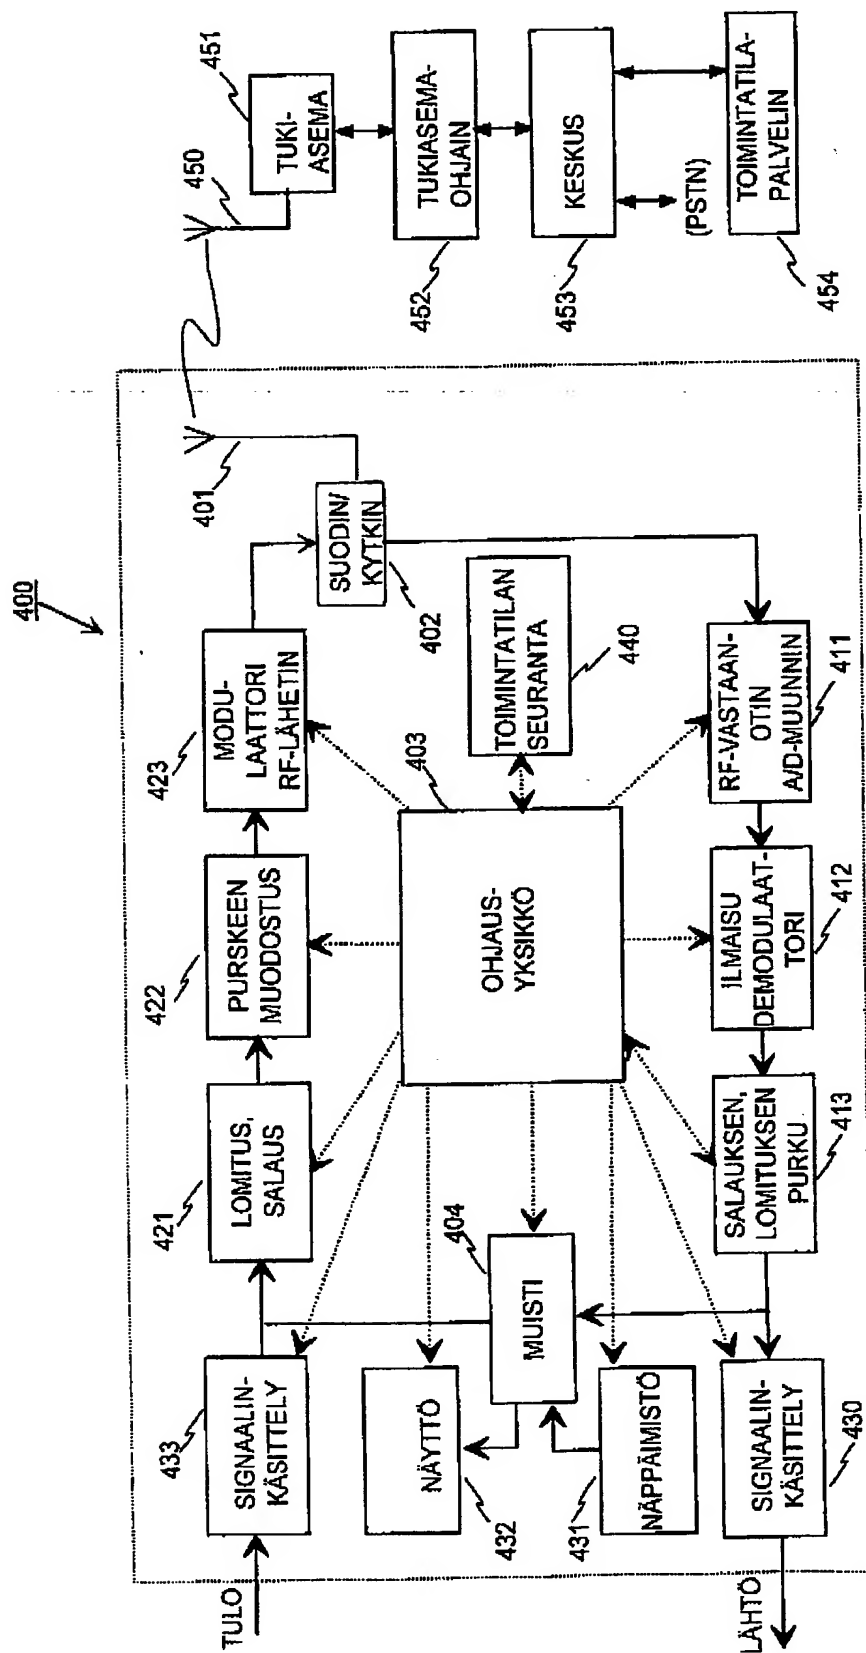 400
TULO
433
SIGNAALIN-
KÄSITTELY
421
LOMITUS,
SALAUS
422
PURSKEEN
MUODOSTUS
423
MODU-
LAATTORI
RF-LÄHETIN
401
SUODIN/
KYTKIN
402
403
OHJAUS-
YKSIKKÖ
TOIMINTATILAN
SEURANTA
440
432
NÄYTTÖ
404
MUISTI
431
NÄPPÄIMISTÖ
LÄHTÖ
SIGNAALIN-
KÄSITTELY
430
SALAUKSEN,
LOMITUKSEN
PURKU
413
ILMAISU
DEMODULAAT-
TORI
412
RF-VASTAAN-
OTIN
A/D-MUUNNIN
411
450
451
TUKI-
ASEMA
452
TUKIASEMA-
OHJAIN
453
KESKUS
(PSTN)
454
TOIMINTATILA-
PALVELIN